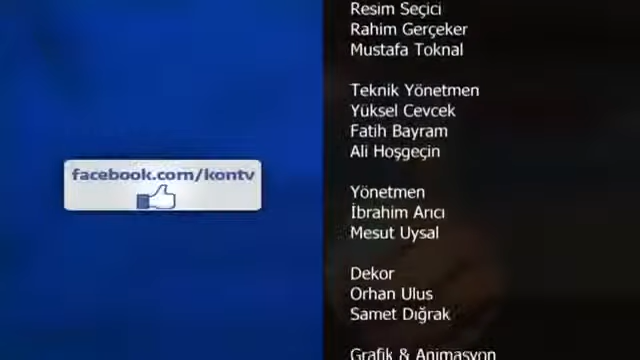 facebook.com/kontv
Resim Seçici
Rahim Gerçeker
Mustafa Toknal
Teknik Yönetmen
Yüksel Cevcek
Fatih Bayram
Ali Hoşgeçin
Yönetmen
İbrahim Arıcı
Mesut Uysal
Dekor
Orhan Ulus
Samet Dığrak
Grafik & Animasyon